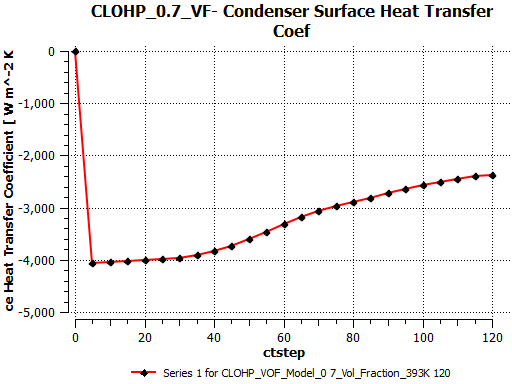 CLOHP_0.7_VF- Condenser Surface Heat Transfer
Coef
ce Heat Transfer Coefficient [ W m^-2 K
0
-1,000
-2,000
-3,000
-4,000
-5,000
0
20
40
60
80
100
120
ctstep
Series 1 for CLOHP_VOF_Model_0 7_Vol_Fraction_393K 120